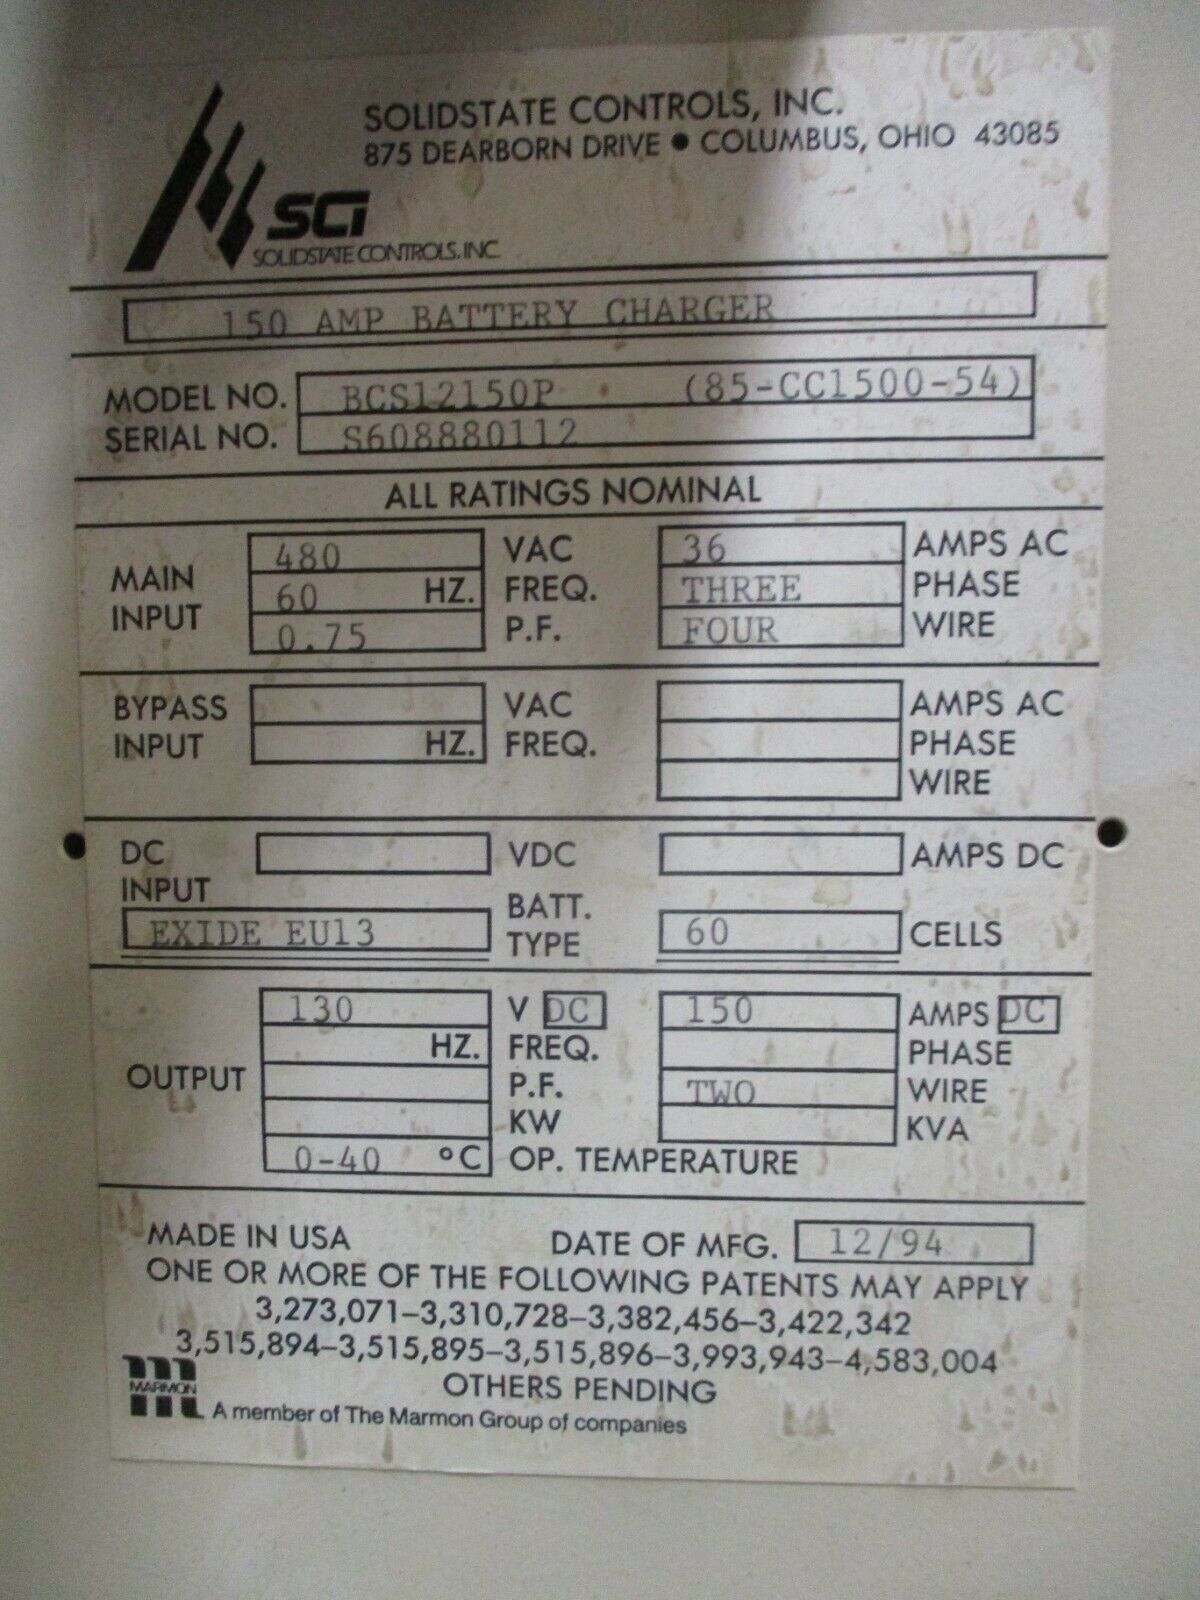 SOLIDSTATE CONTROLS, INC.
875 DEARBORN DRIVE • COLUMBUS, OHIO 43085
SCI
SOLIDSTATE CONTROLS, INC.
150 AMP BATTERY CHARGER
MODEL NO. BCS12150P (85-CC1500-54)
SERIAL NO. S608880112
ALL RATINGS NOMINAL
MAIN INPUT
480 VAC 36 AMPS AC
60 HZ. FREQ. THREE PHASE
0.75 P.F. FOUR WIRE
BYPASS INPUT
VAC AMPS AC
HZ. FREQ. PHASE
WIRE
DC INPUT
VDC AMPS DC
EXIDE EU13 BATT. TYPE 60 CELLS
OUTPUT
130 V DC 150 AMPS DC
HZ. FREQ. PHASE
P.F. TWO WIRE
KW KVA
0-40 °C OP. TEMPERATURE
MADE IN USA DATE OF MFG. 12/94
ONE OR MORE OF THE FOLLOWING PATENTS MAY APPLY
3,273,071–3,310,728–3,382,456–3,422,342
3,515,894–3,515,895–3,515,896–3,993,943–4,583,004
OTHERS PENDING
MARMON
A member of The Marmon Group of companies